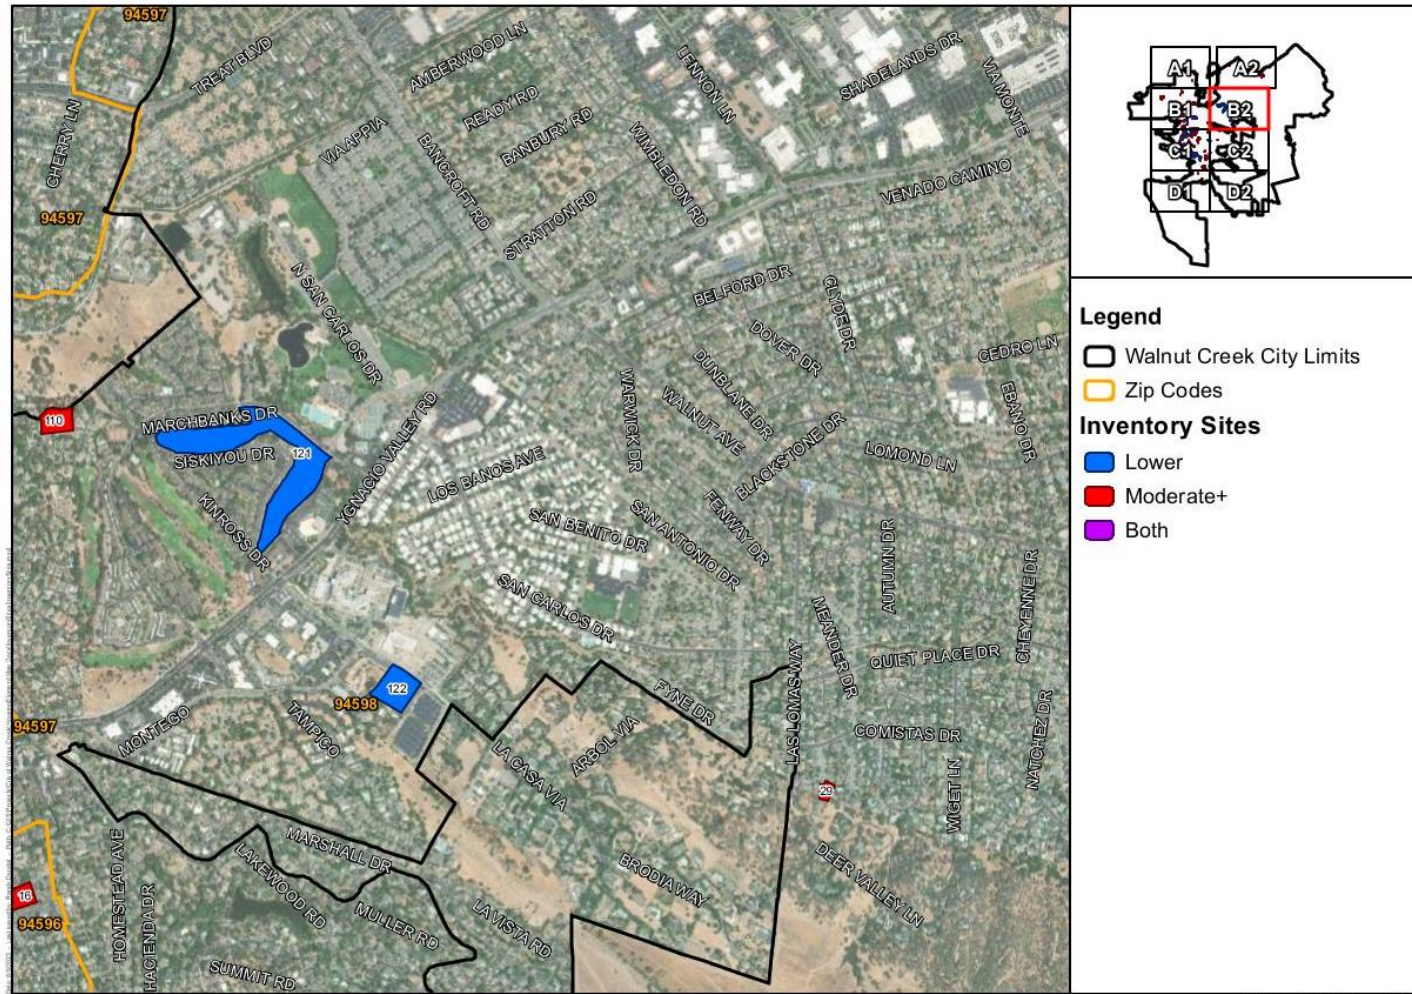 94597
94597
TREAT BLVD
AMBERWOOD LN
LENNON LN
SHADELANDS DR
VIA MONTE
CHERRY LN
READY RD
VIA APPIA
BANBURY RD
BANCROFT RD
WIMBLEDON RD
VENADO CAMINO
94597
STRATTON RD
N SAN CARLOS DR
BELFORD DR
CLYDE DR
DOVER DR
CEDRO LN
DUNBLANE DR
WARWICK DR
WALNUT AVE
EBANO DR
110
MARCHBANKS DR
121
SISKIYOU DR
YGNACIO VALLEY RD
LOS BANOS AVE
BLACKSTONE DR
LOMOND LN
KINROSS DR
SAN BENITO DR
SAN ANTONIO DR
FENWAY DR
AUTUMN DR
SAN CARLOS DR
MEANDER DR
CHEYENNE DR
QUIET PLACE DR
122
94598
FYNE DR
LAS LOMAS WAY
94597
MONTEGO
TAMPICO
ARBOL VIA
COMISTAS DR
NATCHEZ DR
LA CASA VIA
29
WIGET LN
MARSHALL DR
HOMESTEAD AVE
LAKEWOOD RD
BRODIA WAY
DEER VALLEY LN
16
94596
HACIENDA DR
MULLER RD
LA VISTA RD
SUMMIT RD
A1
A2
B1
B2
C1
C2
D1
D2
Legend
Walnut Creek City Limits
Zip Codes
Inventory Sites
Lower
Moderate+
Both